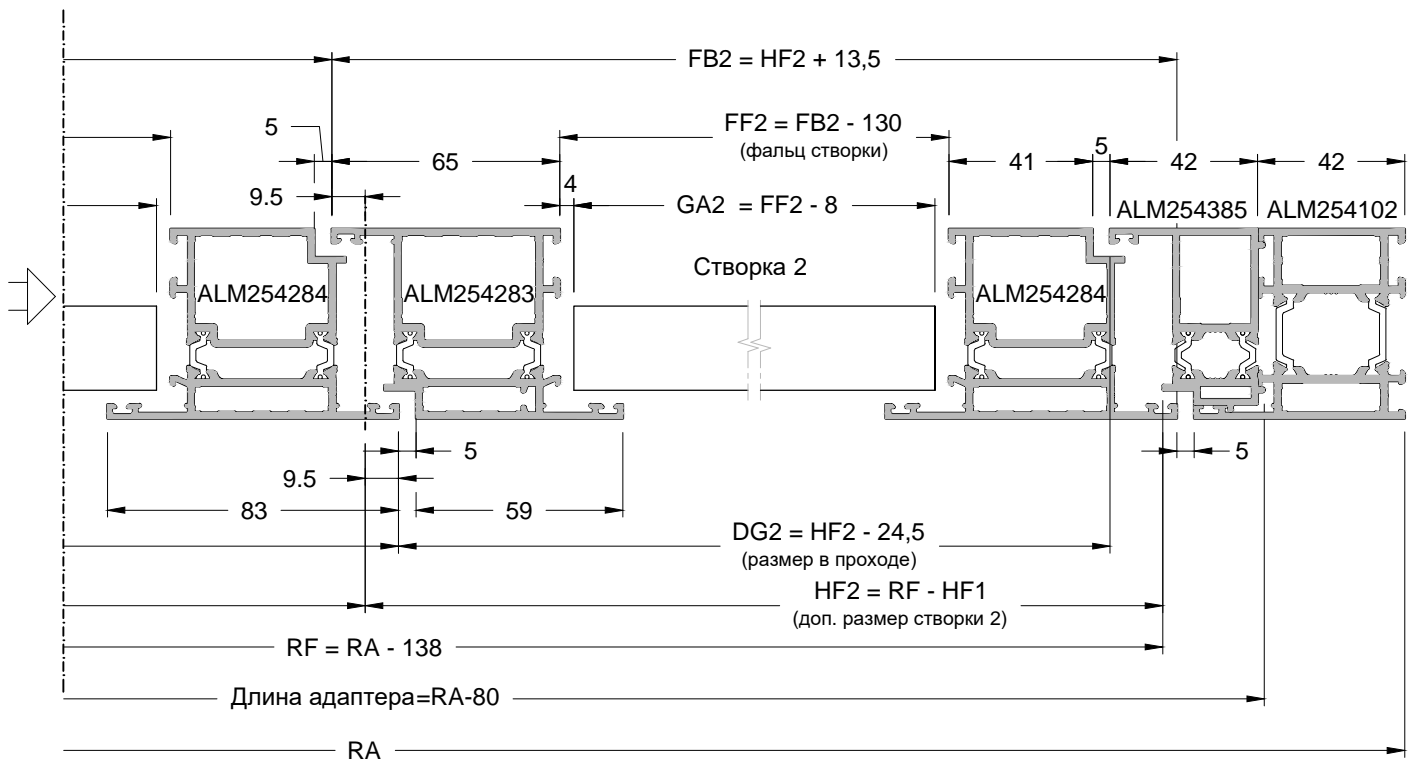 FB2 = HF2 + 13,5
5
FF2 = FB2 - 130
(фальц створки)
65
5
41
42
42
9.5
4
GA2 = FF2 - 8
ALM254385
ALM254102
Створка 2
ALM254284
ALM254283
ALM254284
5
5
9.5
83
59
DG2 = HF2 - 24,5
(размер в проходе)
HF2 = RF - HF1
(доп. размер створки 2)
RF = RA - 138
Длина адаптера=RA-80
RA